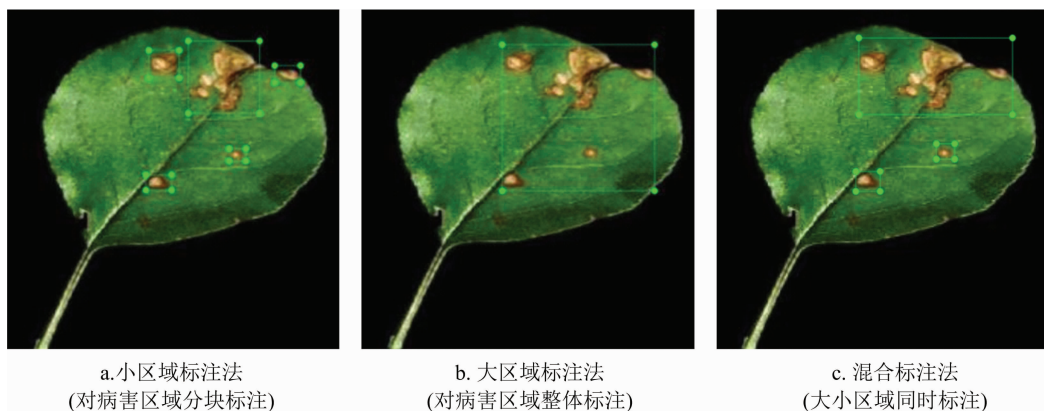 a.小区域标注法
(对病害区域分块标注)
b. 大区域标注法
(对病害区域整体标注)
c. 混合标注法
(大小区域同时标注)